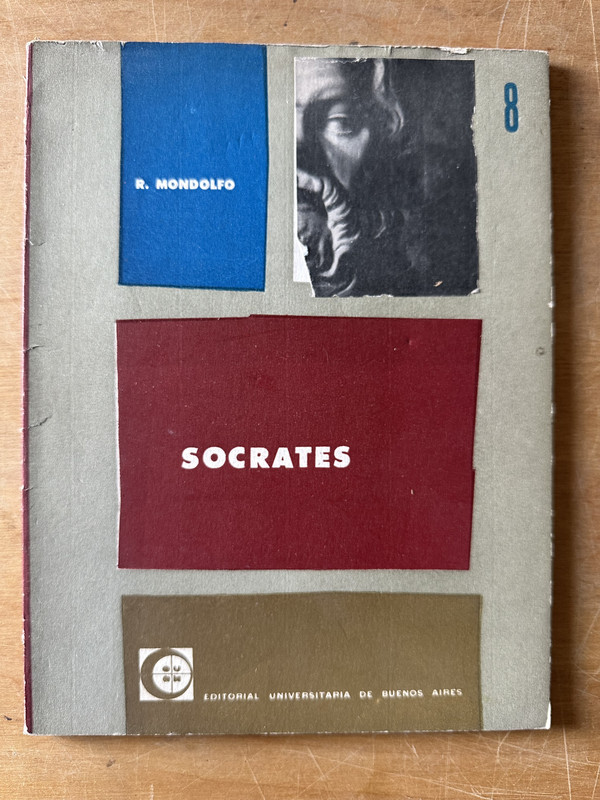 R. MONDOLFO
8
SOCRATES
EDITORIAL UNIVERSITARIA DE BUENOS AIRES